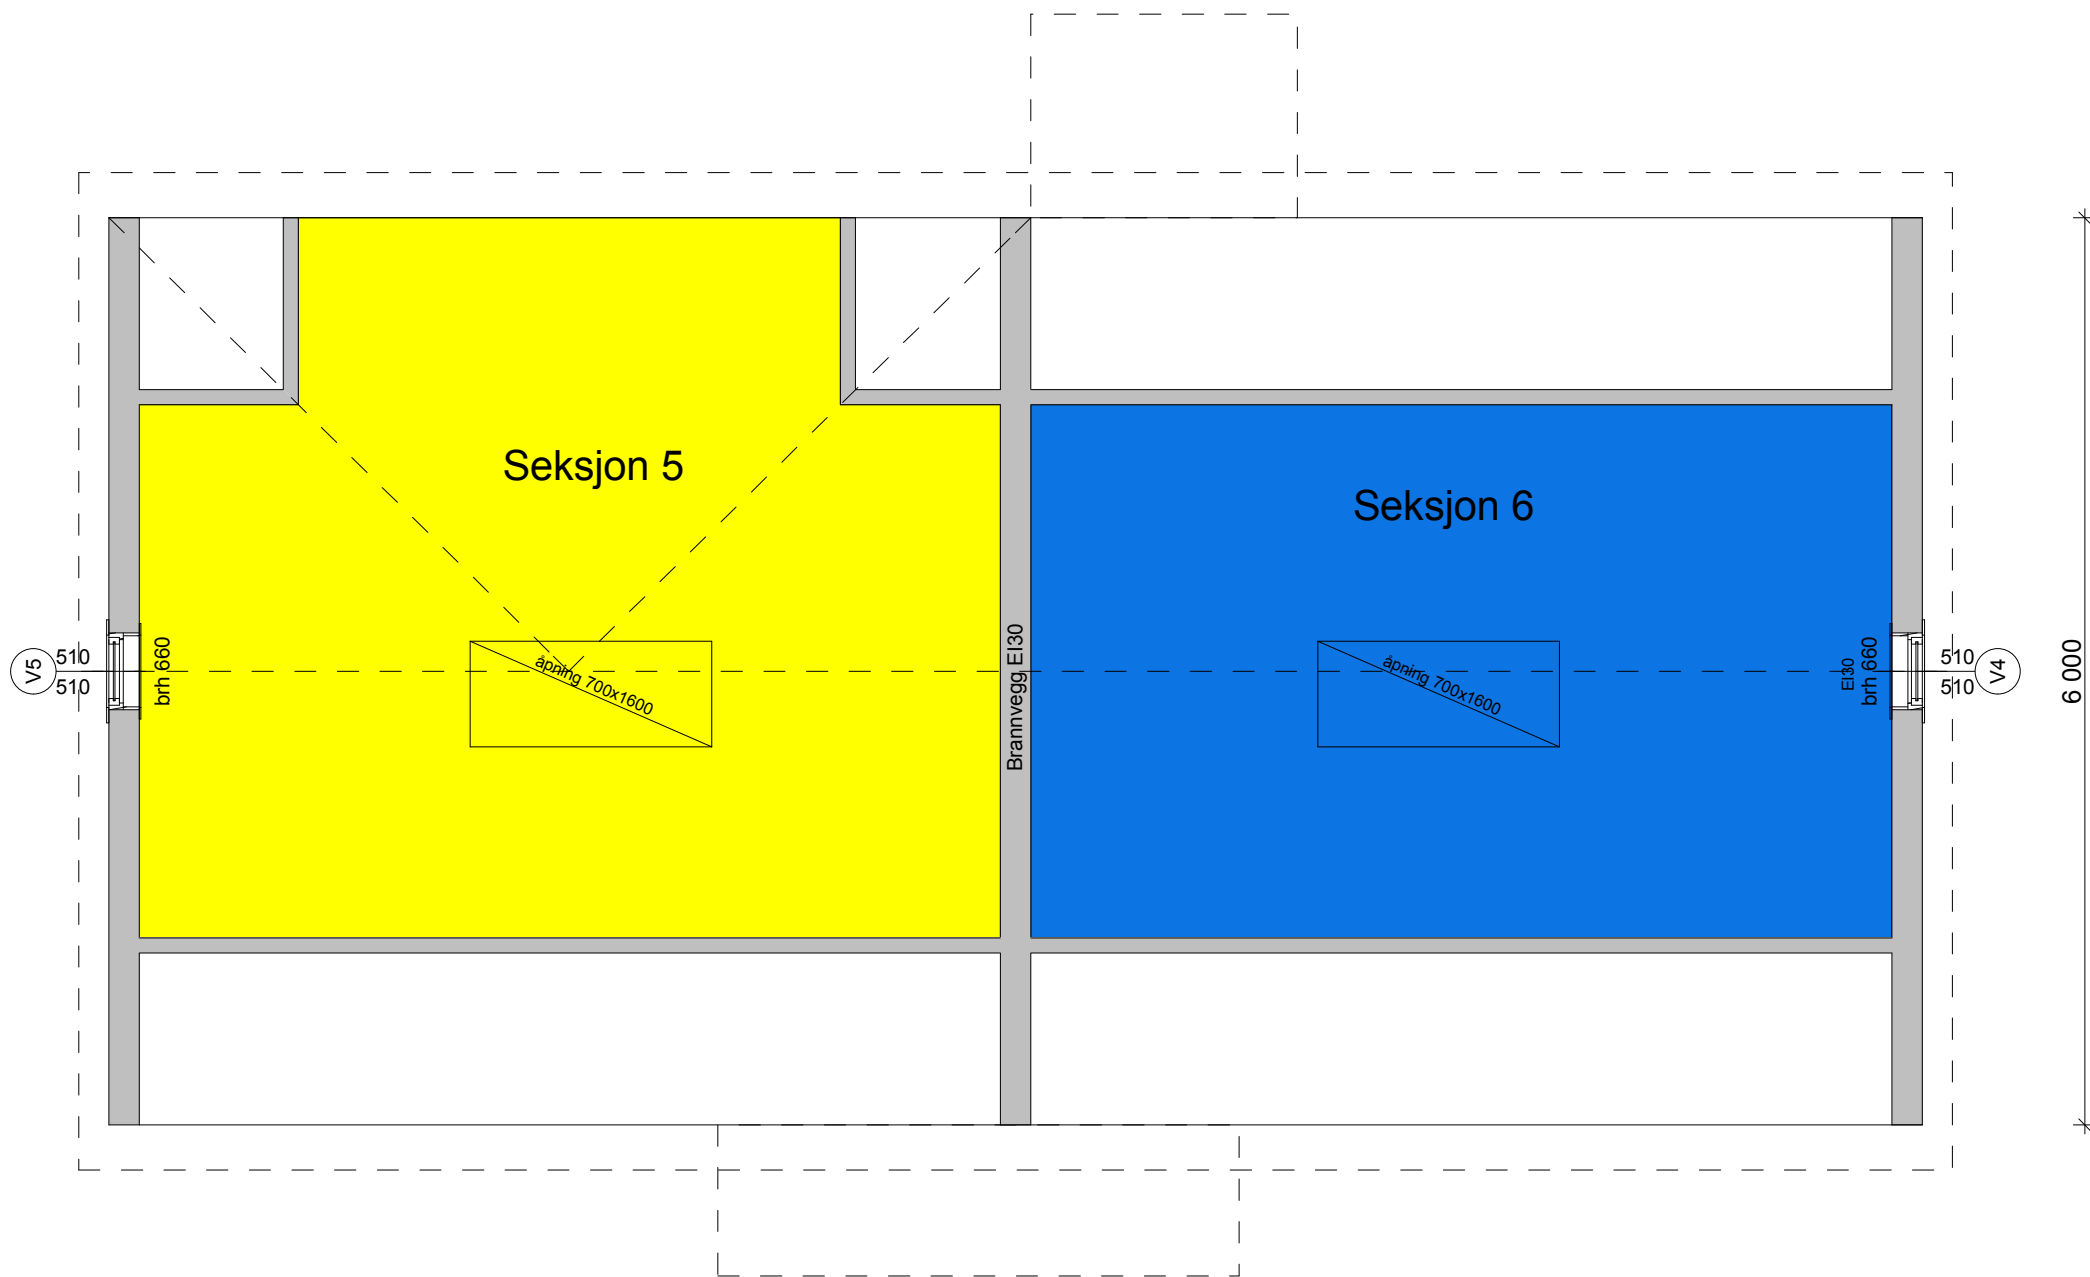 Seksjon 5
Seksjon 6
V5
510
510
brh 660
åpning 700x1600
Brannvegg EI30
åpning 700x1600
EI30
brh 660
510
510
V4
6 000